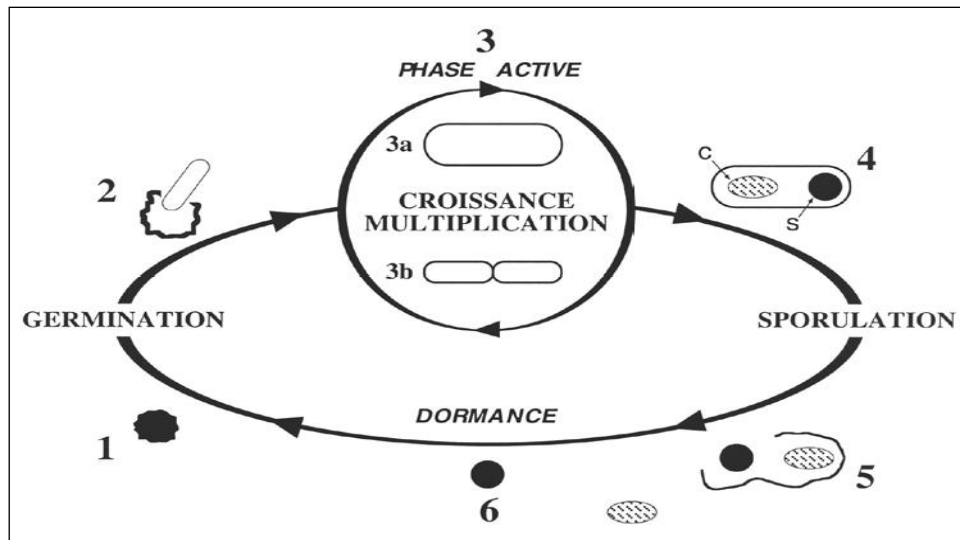 3
PHASE ACTIVE
3a
CROISSANCE
MULTIPLICATION
3b
2
C
4
S
GERMINATION
SPORULATION
DORMANCE
1
6
5